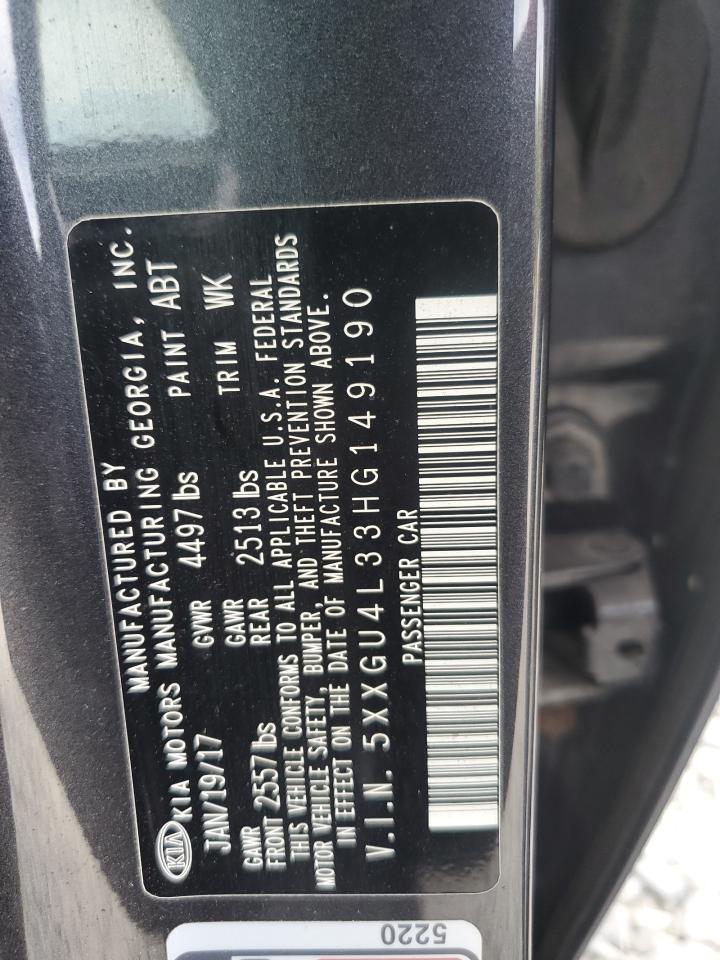 MANUFACTURED BY
KIA KIA MOTORS MANUFACTURING GEORGIA, INC.
JAN/19/17 GVWR 4497 lbs PAINT ABT
GAWR FRONT 2557 lbs GAWR REAR 2513 lbs TRIM WK
THIS VEHICLE CONFORMS TO ALL APPLICABLE U.S.A. FEDERAL
MOTOR VEHICLE SAFETY, BUMPER, AND THEFT PREVENTION STANDARDS
IN EFFECT ON THE DATE OF MANUFACTURE SHOWN ABOVE.
V.I.N. 5XXGU4L33HG149190
PASSENGER CAR
5220